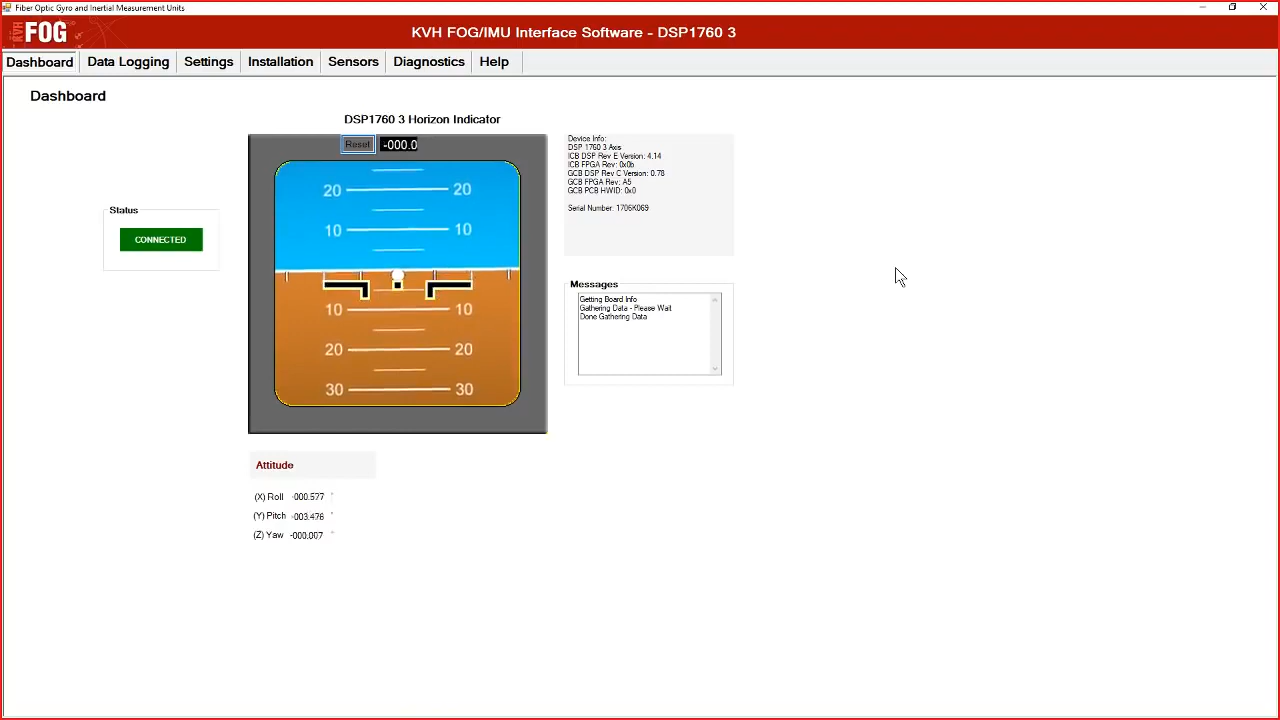 Fiber Optic Gyro and Inertial Measurement Units
KVH FOG
KVH FOG/IMU Interface Software - DSP1760 3
Dashboard
Data Logging
Settings
Installation
Sensors
Diagnostics
Help
Dashboard
DSP1760 3 Horizon Indicator
Reset
-000.0
20 20
10 10
10 10
20 20
30 30
Status
CONNECTED
Device Info:
DSP 1760 3 Axis
ICB DSP Rev E Version: 4.14
ICB FPGA Rev: 0x0b
GCB DSP Rev C Version: 0.78
GCB FPGA Rev: A5
GCB PCB HWID: 0x0
Serial Number: 1706K069
Messages
Getting Board Info
Gathering Data - Please Wait
Done Gathering Data
Attitude
(X) Roll -000.577 °
(Y) Pitch -003.476 °
(Z) Yaw -000.007 °